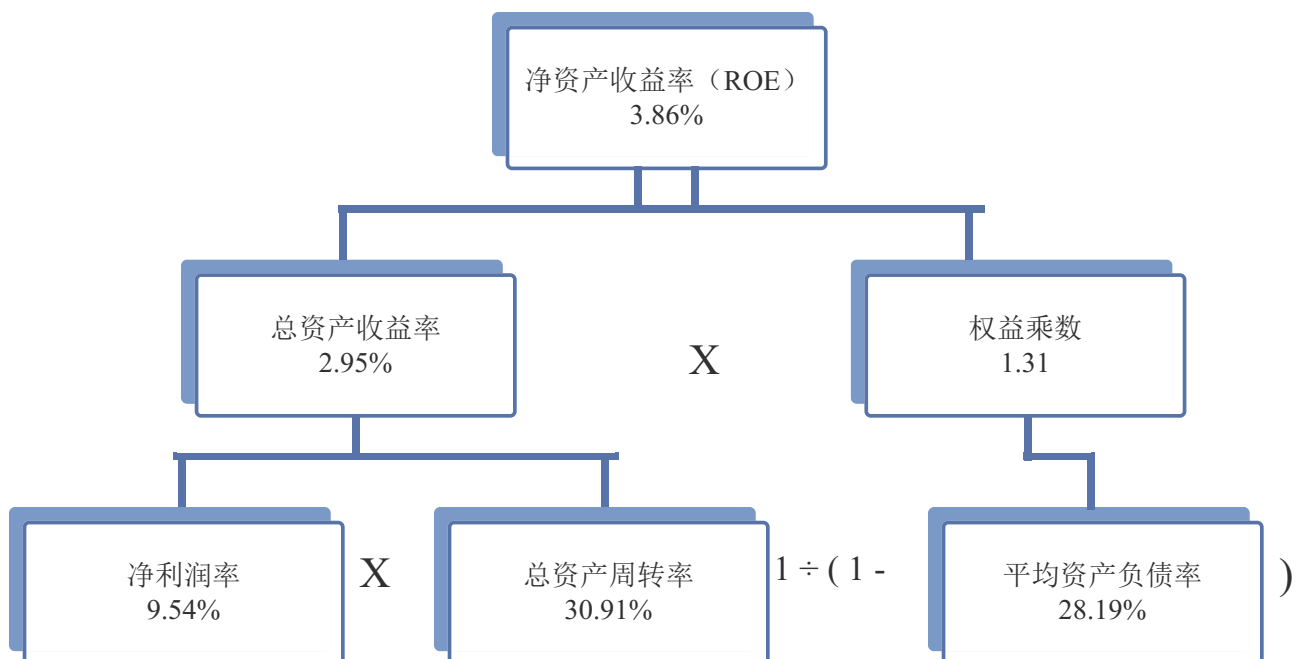 净资产收益率（ROE）
3.86%
总资产收益率
2.95%
X
权益乘数
1.31
净利润率
9.54%
X
总资产周转率
30.91%
1 ÷ ( 1 -
平均资产负债率
28.19%
)